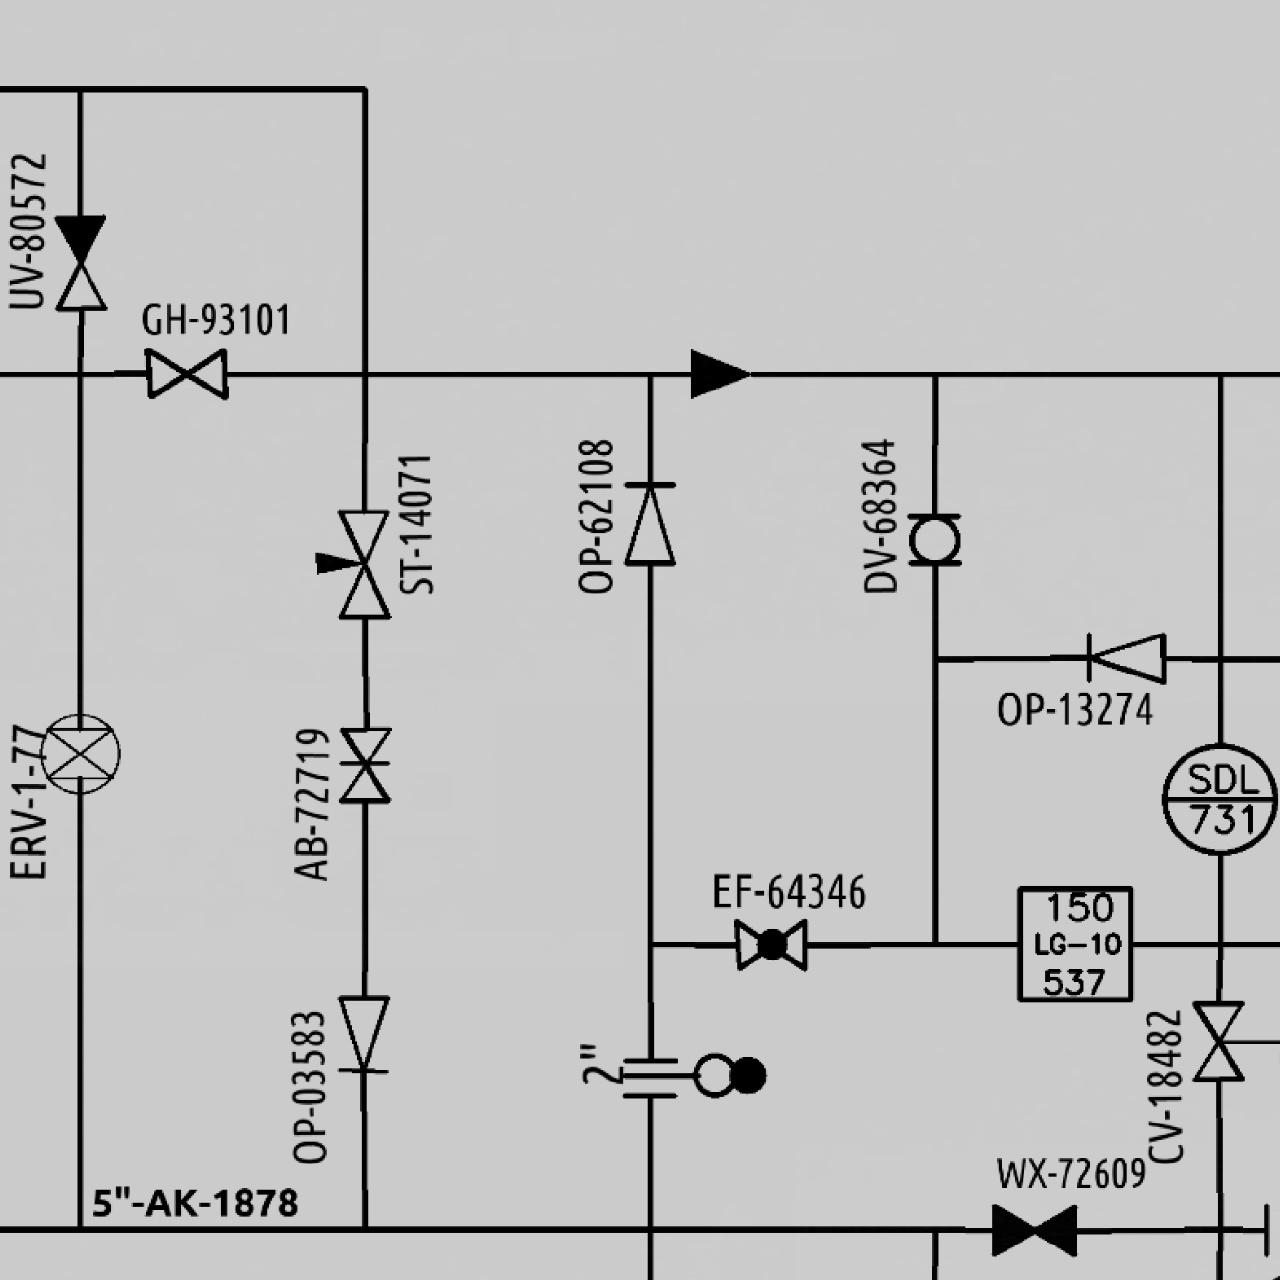 UV-80572
GH-93101
ST-14071
OP-62108
DV-68364
OP-13274
ERV-1-77
AB-72719
SDL
731
EF-64346
150
LG-10
537
OP-03583
2"
CV-18482
WX-72609
5"-AK-1878